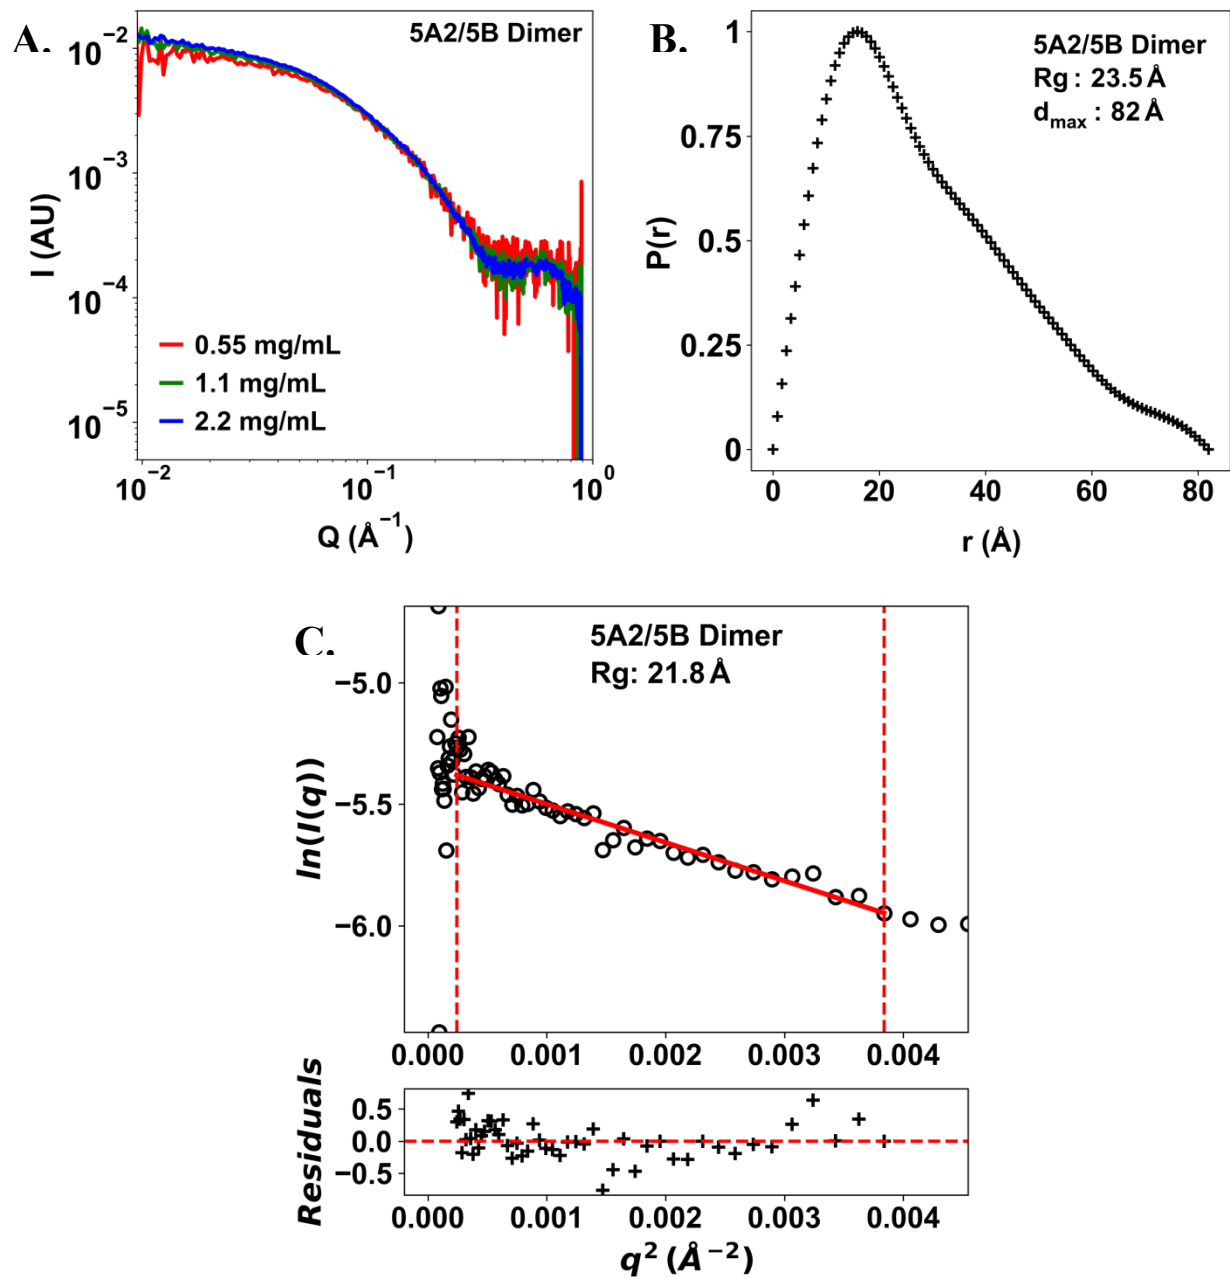 A.
5A2/5B Dimer
10⁻²
10⁻³
10⁻⁴
10⁻⁵
I (AU)
0.55 mg/mL
1.1 mg/mL
2.2 mg/mL
10⁻² 10⁻¹ 10⁰
Q (Å⁻¹)
B.
5A2/5B Dimer
Rg: 23.5 Å
dmax : 82 Å
1
0.75
0.5
0.25
0
P(r)
0 20 40 60 80
r (Å)
C.
5A2/5B Dimer
Rg: 21.8 Å
−5.0
−5.5
−6.0
ln(I(q))
0.000 0.001 0.002 0.003 0.004
0.5
0.0
−0.5
Residuals
0.000 0.001 0.002 0.003 0.004
q² (Å⁻²)